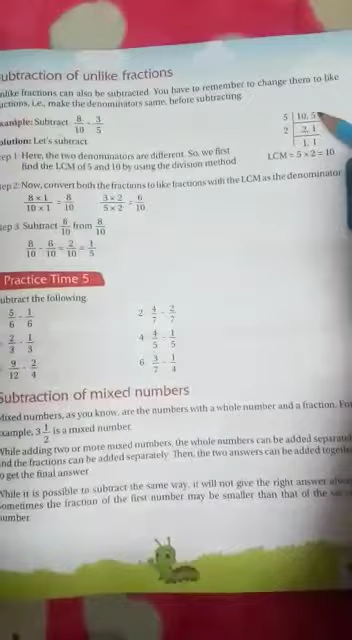 ubtraction of unlike fractions
nlike fractions can also be subtracted. You have to remember to change them to like
actions, i.e., make the denominators same, before subtracting.
xample: Subtract 8/10 - 3/5
olution: Let's subtract
5 | 10, 5
2 | 2, 1
| 1, 1
LCM = 5 × 2 = 10
tep 1: Here, the two denominators are different. So, we first
find the LCM of 5 and 10 by using the division method
tep 2: Now, convert both the fractions to like fractions with the LCM as the denominator
8 × 1/10 × 1 = 8/10 3 × 2/5 × 2 = 6/10
tep 3: Subtract 6/10 from 8/10
8/10 - 6/10 = 2/10 = 1/5
Practice Time 5
ubtract the following.
5/6 - 1/6 2 4/7 - 2/7
2/3 - 1/3 4 4/5 - 1/5
9/12 - 2/4 6 3/7 - 1/4
Subtraction of mixed numbers
Mixed numbers, as you know, are the numbers with a whole number and a fraction. For
xample, 3 1/2 is a mixed number.
While adding two or more mixed numbers, the whole numbers can be added separate
nd the fractions can be added separately. Then, the two answers can be added togethe
o get the final answer.
While it is possible to subtract the same way, it will not give the right answer
ometimes the fraction of the first number may be smaller than that of the
umber.